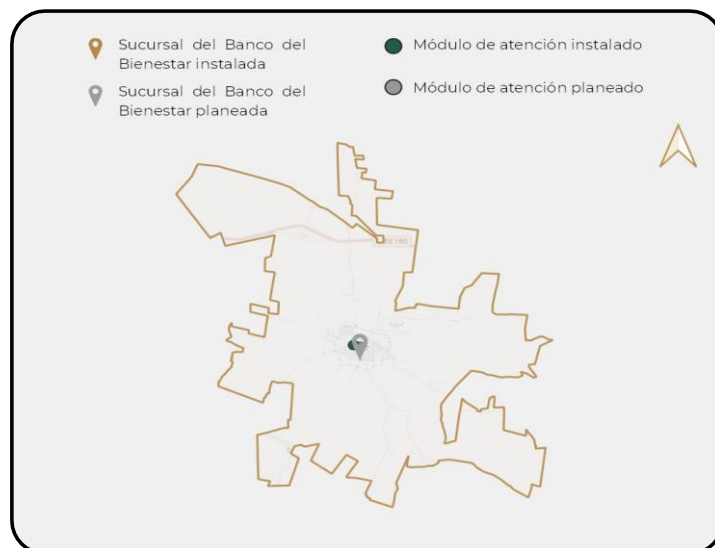 Sucursal del Banco del
Bienestar instalada
Sucursal del Banco del
Bienestar planeada
Módulo de atención instalado
Módulo de atención planeado